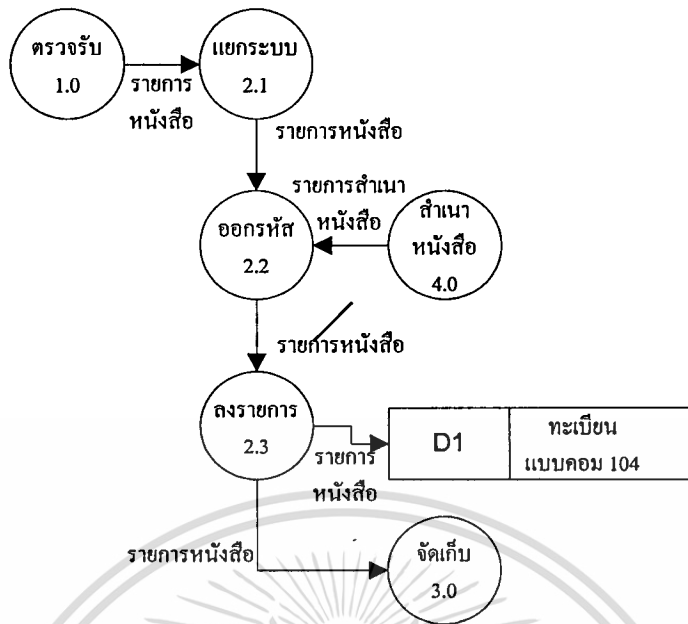 ตรวจรับ
1.0
รายการ
หนังสือ
แยกระบบ
2.1
รายการหนังสือ
ออกรหัส
2.2
รายการสำเนา
หนังสือ
สำเนา
หนังสือ
4.0
รายการหนังสือ
ลงรายการ
2.3
รายการ
หนังสือ
D1
ทะเบียน
แบบคอม 104
รายการหนังสือ
จัดเก็บ
3.0